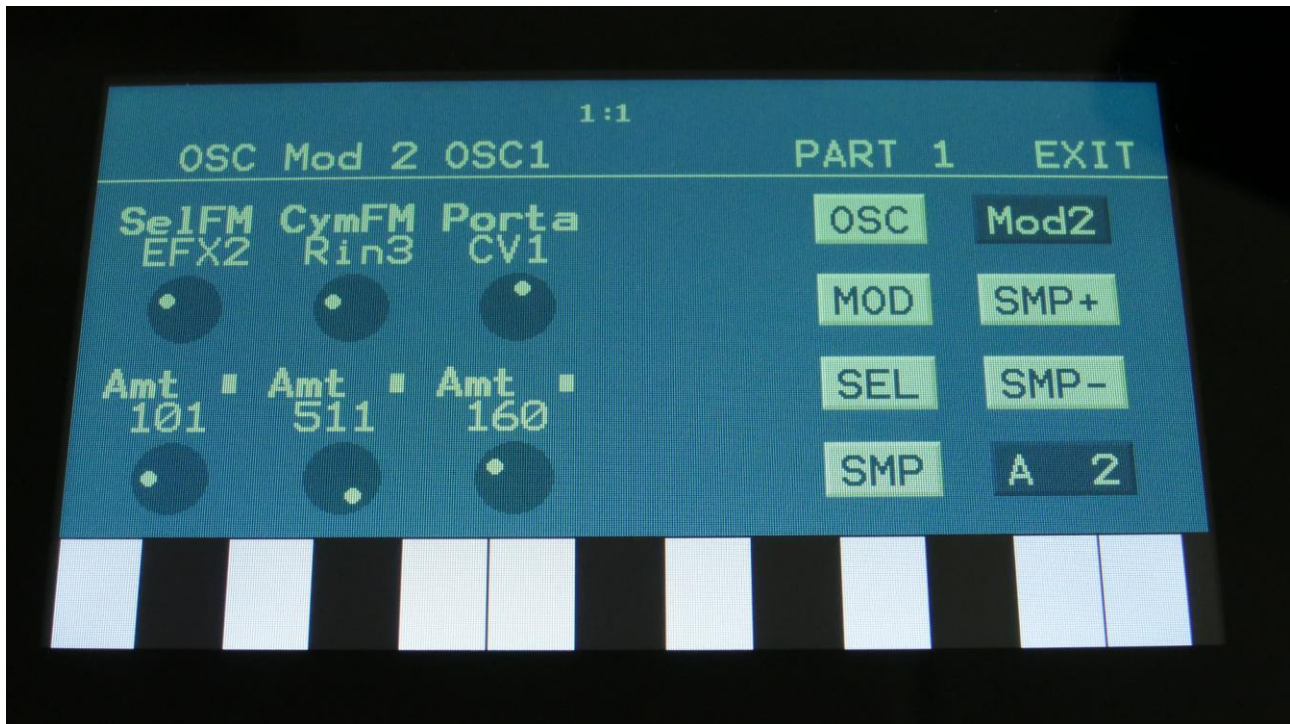 1:1
OSC Mod 2 OSC1 PART 1 EXIT
SelFM CymFM Porta
EFX2 Rin3 CV1
OSC Mod2
MOD SMP+
Amt Amt Amt
101 511 160
SEL SMP-
SMP A 2